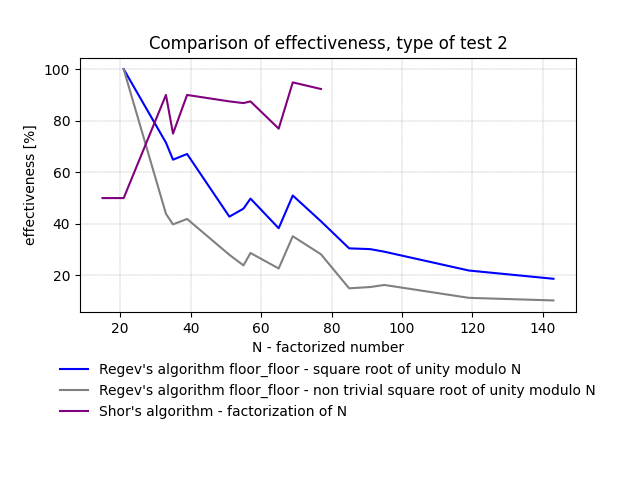 Comparison of effectiveness, type of test 2
effectiveness [%]
100
80
60
40
20
20 40 60 80 100 120 140
N - factorized number
Regev's algorithm floor_floor - square root of unity modulo N
Regev's algorithm floor_floor - non trivial square root of unity modulo N
Shor's algorithm - factorization of N